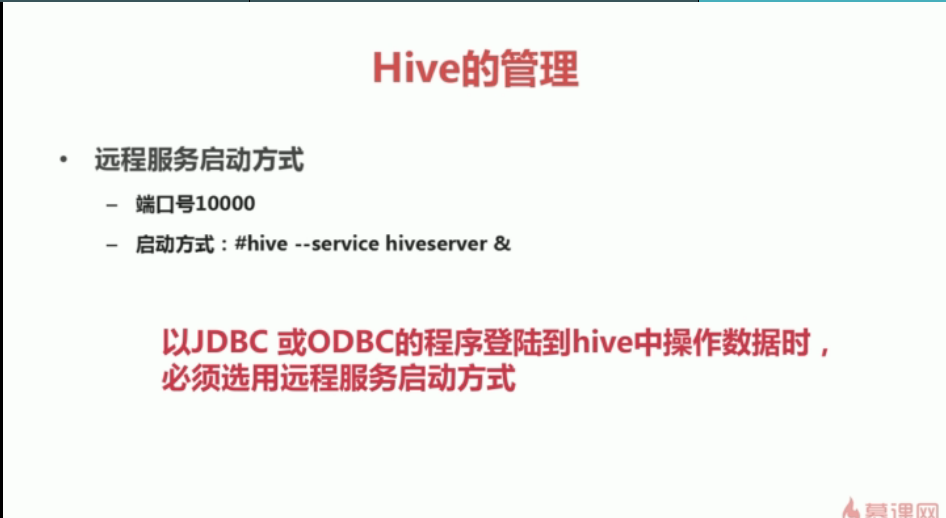 Hive的管理
• 远程服务启动方式
– 端口号10000
– 启动方式：#hive --service hiveserver &
以JDBC 或ODBC的程序登陆到hive中操作数据时，
必须选用远程服务启动方式
慕课网